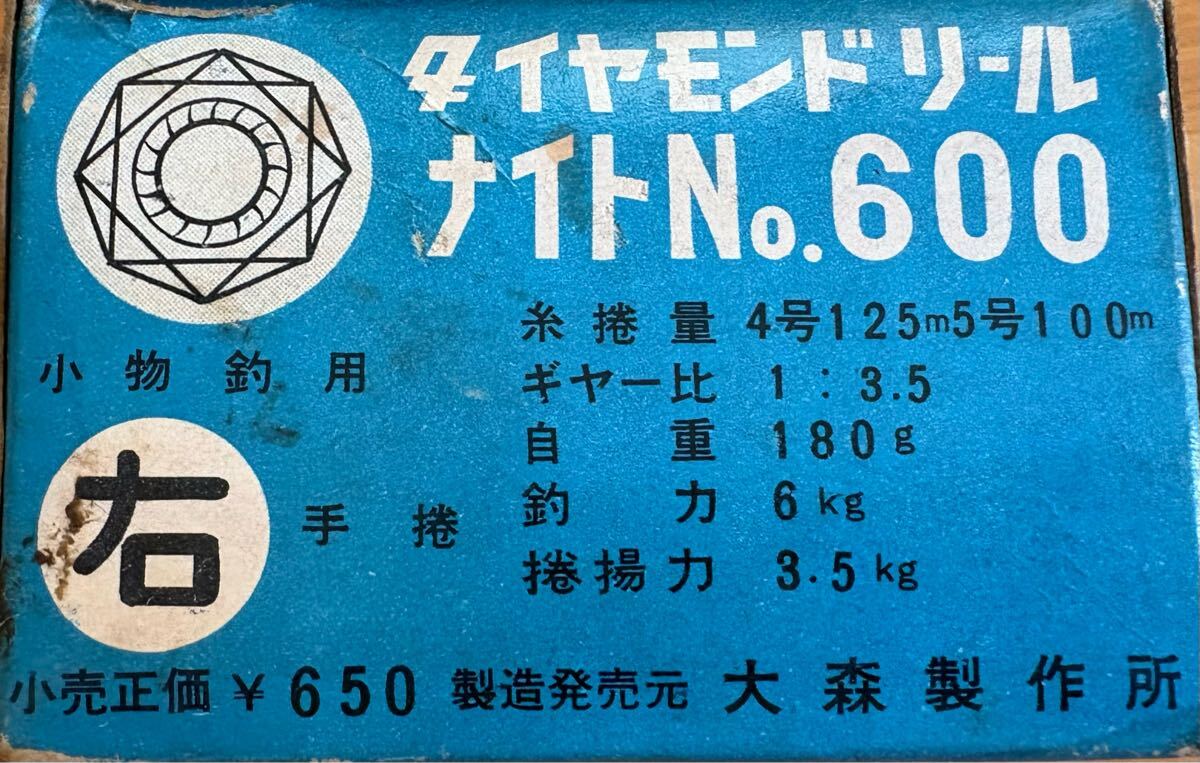 ダイヤモンドリール
ナイトNo.600
小物釣用
右手捲
糸捲量 4号125m5号100m
ギヤー比 1:3.5
自重 180g
釣力 6kg
捲揚力 3.5kg
小売正価¥650 製造発売元 大森製作所